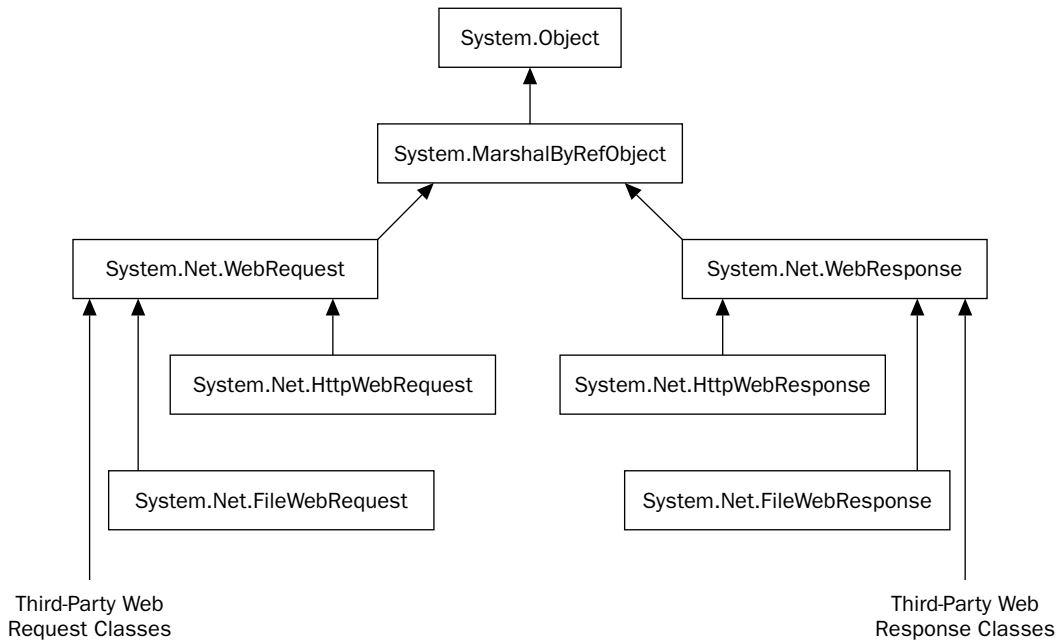 System.Object
System.MarshalByRefObject
System.Net.WebRequest
System.Net.WebResponse
System.Net.HttpWebRequest
System.Net.HttpWebResponse
System.Net.FileWebRequest
System.Net.FileWebResponse
Third-Party Web
Request Classes
Third-Party Web
Response Classes